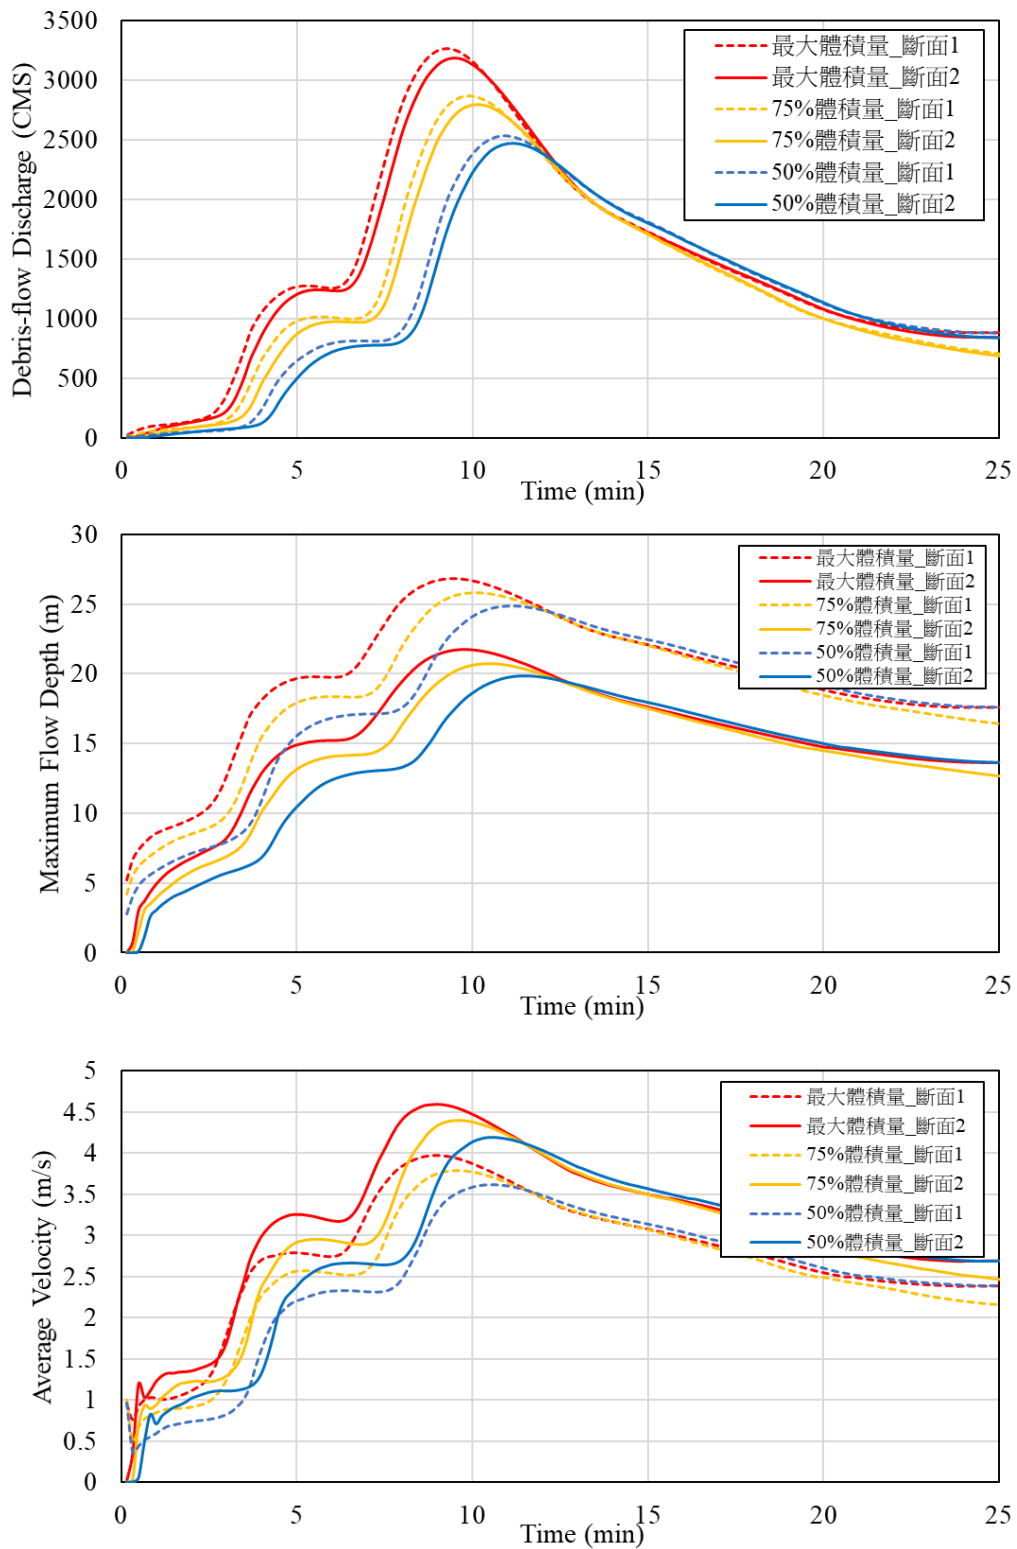 3500
3000
2500
2000
1500
1000
500
0
Debris-flow Discharge (CMS)
最大體積量_斷面1
最大體積量_斷面2
75%體積量_斷面1
75%體積量_斷面2
50%體積量_斷面1
50%體積量_斷面2
0 5 10 15 20 25
Time (min)
30
25
20
15
10
5
0
Maximum Flow Depth (m)
最大體積量_斷面1
最大體積量_斷面2
75%體積量_斷面1
75%體積量_斷面2
50%體積量_斷面1
50%體積量_斷面2
0 5 10 15 20 25
Time (min)
5
4.5
4
3.5
3
2.5
2
1.5
1
0.5
0
Average Velocity (m/s)
最大體積量_斷面1
最大體積量_斷面2
75%體積量_斷面1
75%體積量_斷面2
50%體積量_斷面1
50%體積量_斷面2
0 5 10 15 20 25
Time (min)